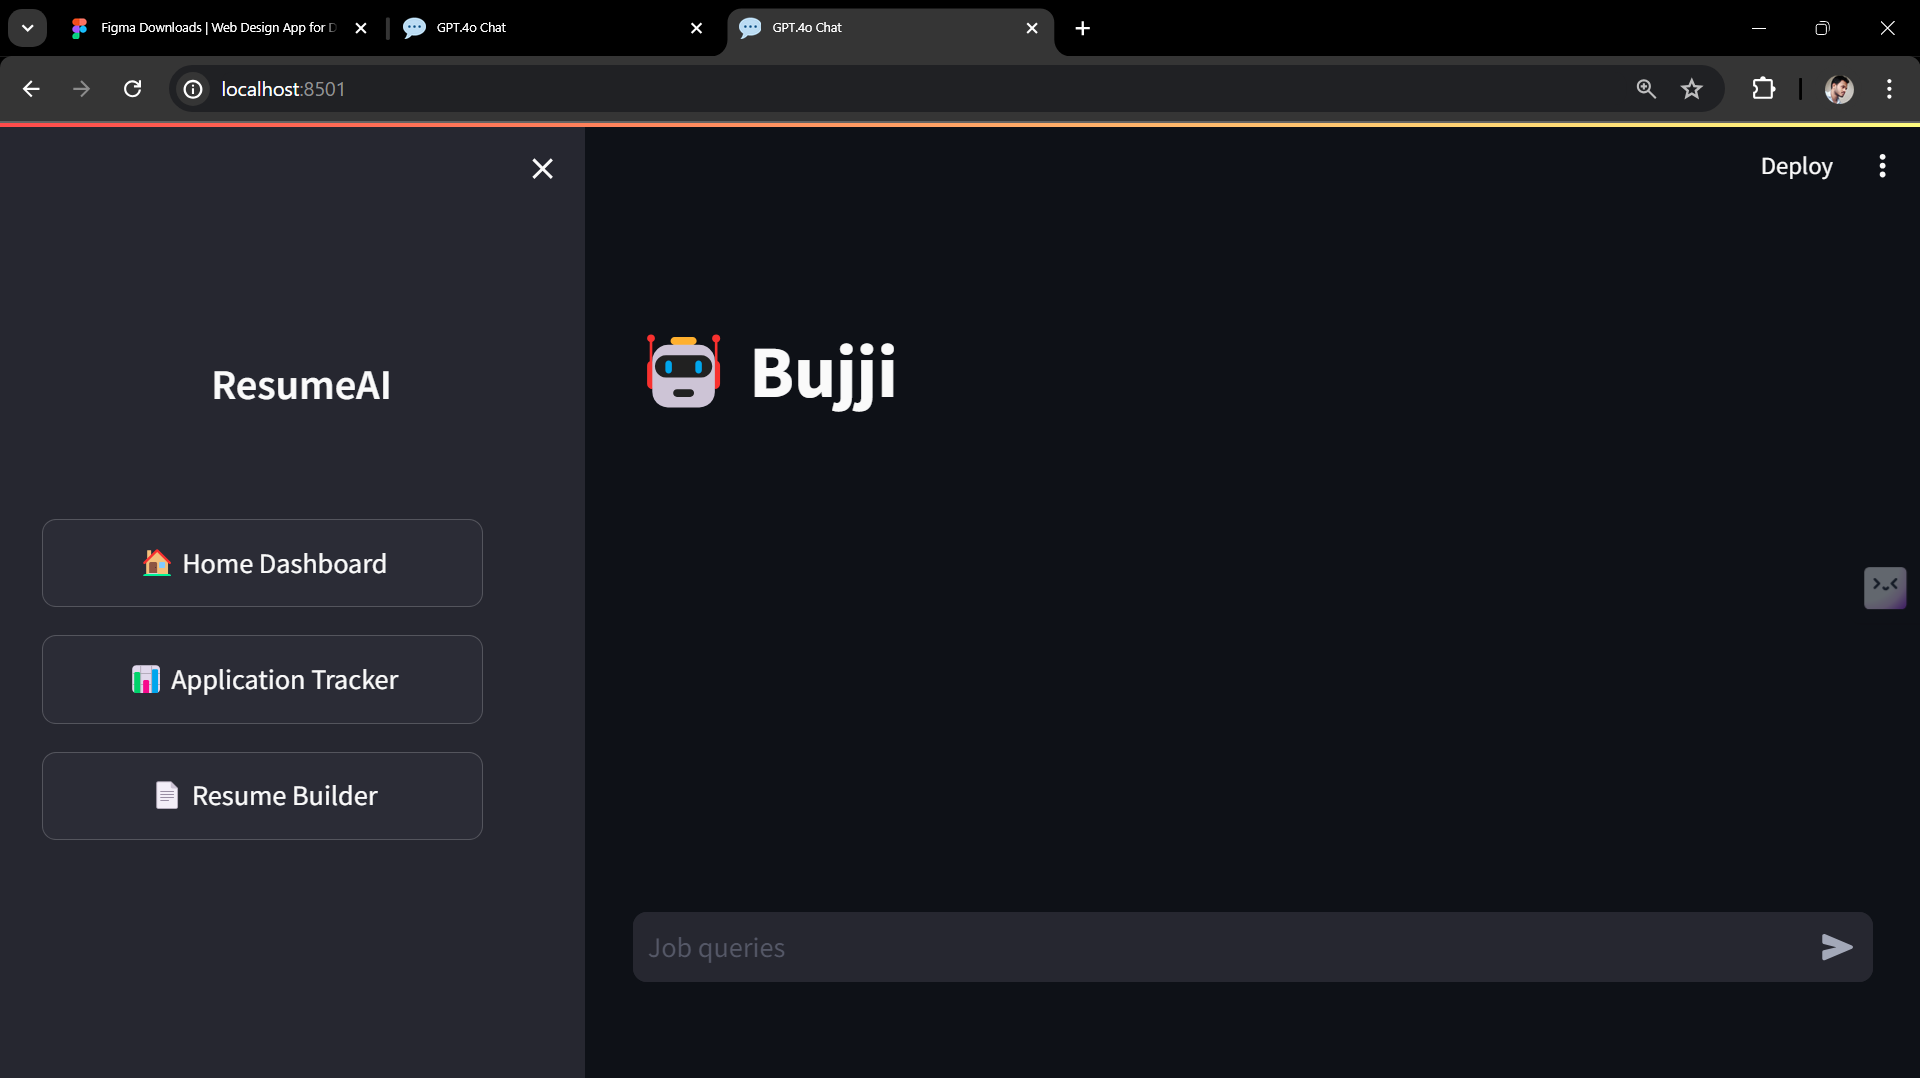 Figma Downloads | Web Design App for D
GPT.4o Chat
GPT.4o Chat
localhost:8501
Deploy
ResumeAI
Bujji
Home Dashboard
Application Tracker
Resume Builder
Job queries